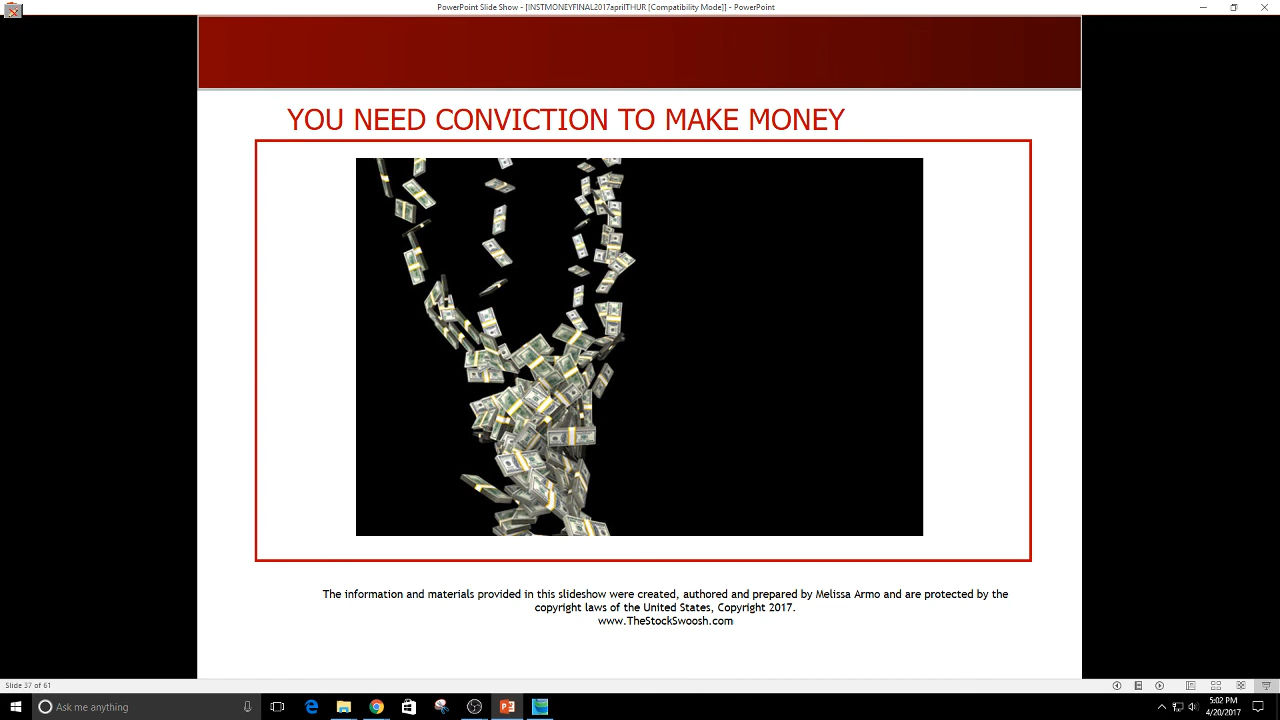 PowerPoint Slide Show - [INSTMONEYFINAL2017aprilTHUR [Compatibility Mode]] - PowerPoint
YOU NEED CONVICTION TO MAKE MONEY
The information and materials provided in this slideshow were created, authored and prepared by Melissa Armo and are protected by the
copyright laws of the United States, Copyright 2017.
www.TheStockSwoosh.com
Slide 37 of 61
Ask me anything
5:02 PM
4/20/2017